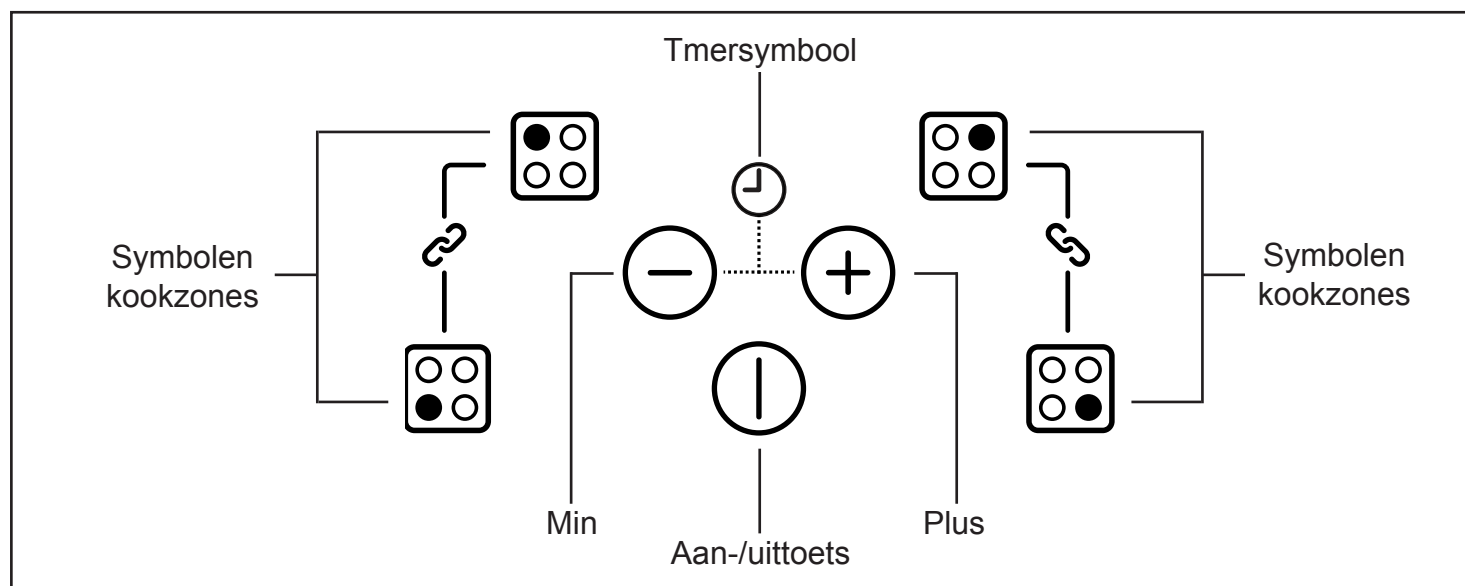 Tmersymbool
Symbolen
kookzones
Symbolen
kookzones
Min
Plus
Aan-/uittoets